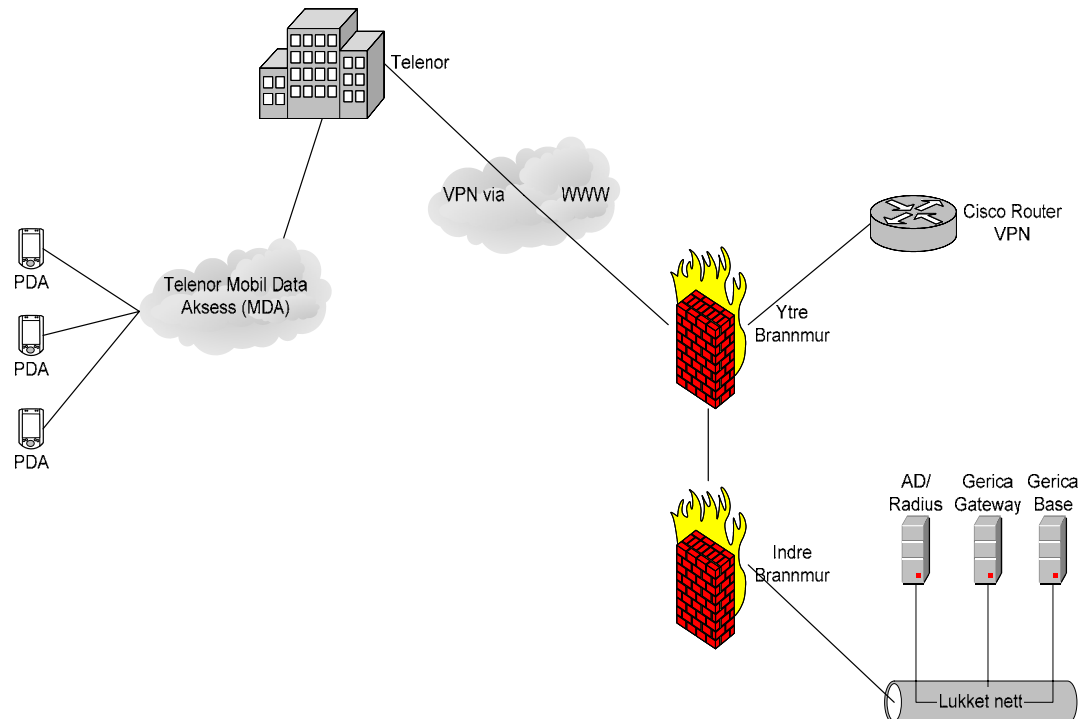 Telenor
VPN via WWW
Cisco Router
VPN
PDA
Telenor Mobil Data
Aksess (MDA)
PDA
PDA
Ytre
Brannmur
AD/
Radius
Gerica
Gateway
Gerica
Base
Indre
Brannmur
Lukket nett